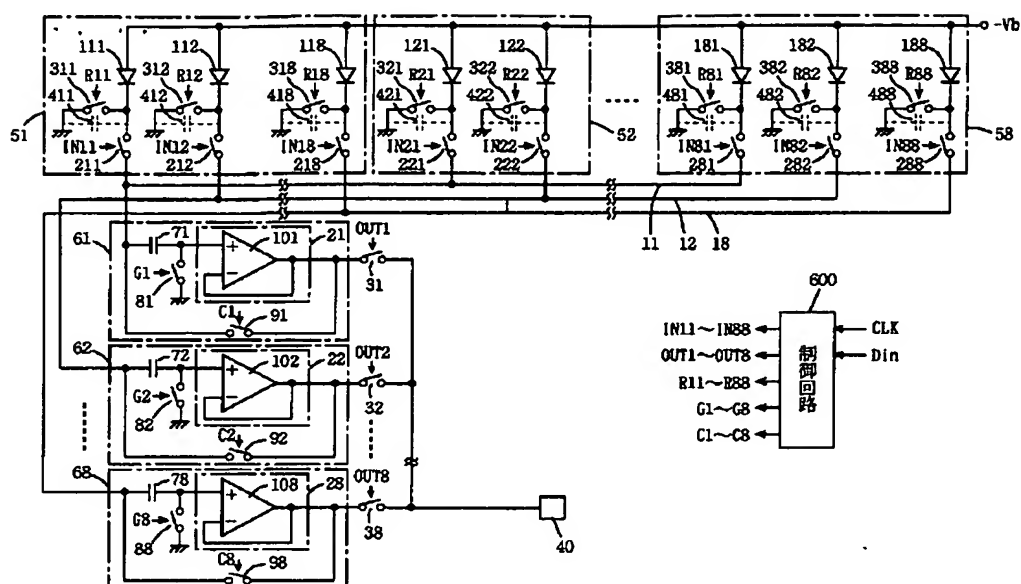 -Vb
111 112 118 121 122 181 182 188
311 R11 312 R12 318 R18 321 R21 322 R22 381 R81 382 R82 388 R88
411 412 418 421 422 481 482 488
51 52 58
IN11 IN12 IN18 IN21 IN22 IN81 IN82 IN88
211 212 218 221 222 281 282 288
11 12 18
61 71 101 21 OUT1
G1 31
81
C1 91
62 72 102 22 OUT2
G2 32
82
C2 92
68 78 108 28 OUT8
G8 38
88
C8 98
40
600
IN11~IN88 CLK
OUT1~OUT8 Din
R11~R88
G1~G8
C1~C8
制御回路